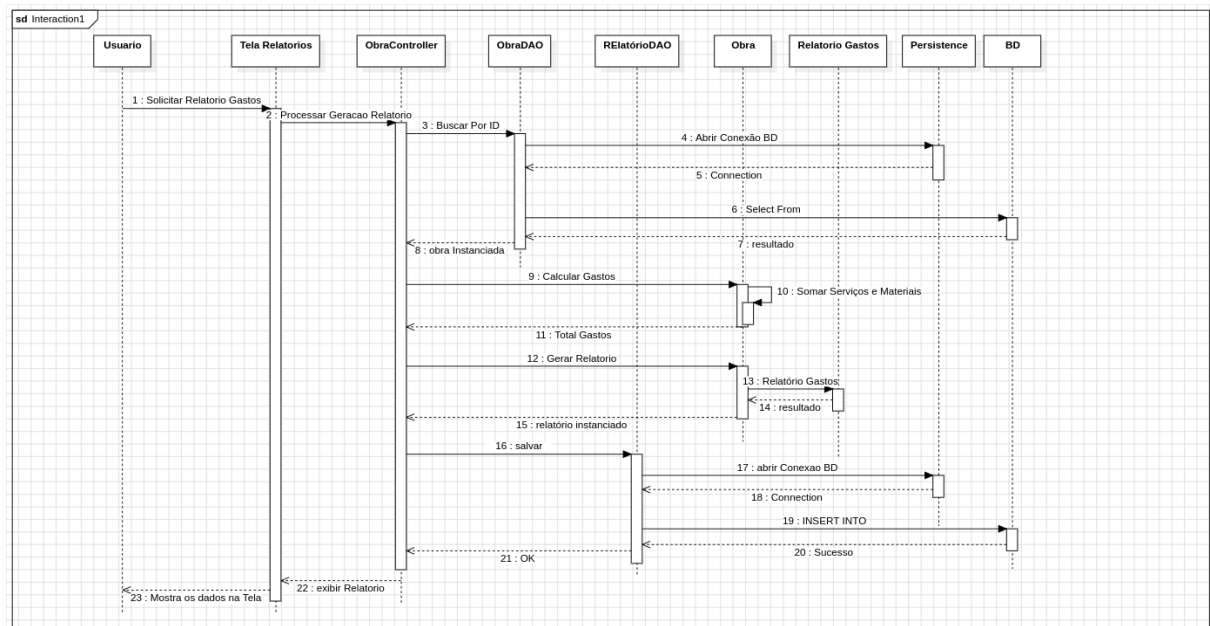 sd Interaction1
Usuario
Tela Relatorios
ObraController
ObraDAO
RElatórioDAO
Obra
Relatorio Gastos
Persistence
BD
1 : Solicitar Relatorio Gastos
2 : Processar Geracao Relatorio
3 : Buscar Por ID
4 : Abrir Conexão BD
5 : Connection
6 : Select From
7 : resultado
8 : obra Instanciada
9 : Calcular Gastos
10 : Somar Serviços e Materiais
11 : Total Gastos
12 : Gerar Relatorio
13 : Relatório Gastos
14 : resultado
15 : relatório instanciado
16 : salvar
17 : abrir Conexao BD
18 : Connection
19 : INSERT INTO
20 : Sucesso
21 : OK
22 : exibir Relatorio
23 : Mostra os dados na Tela